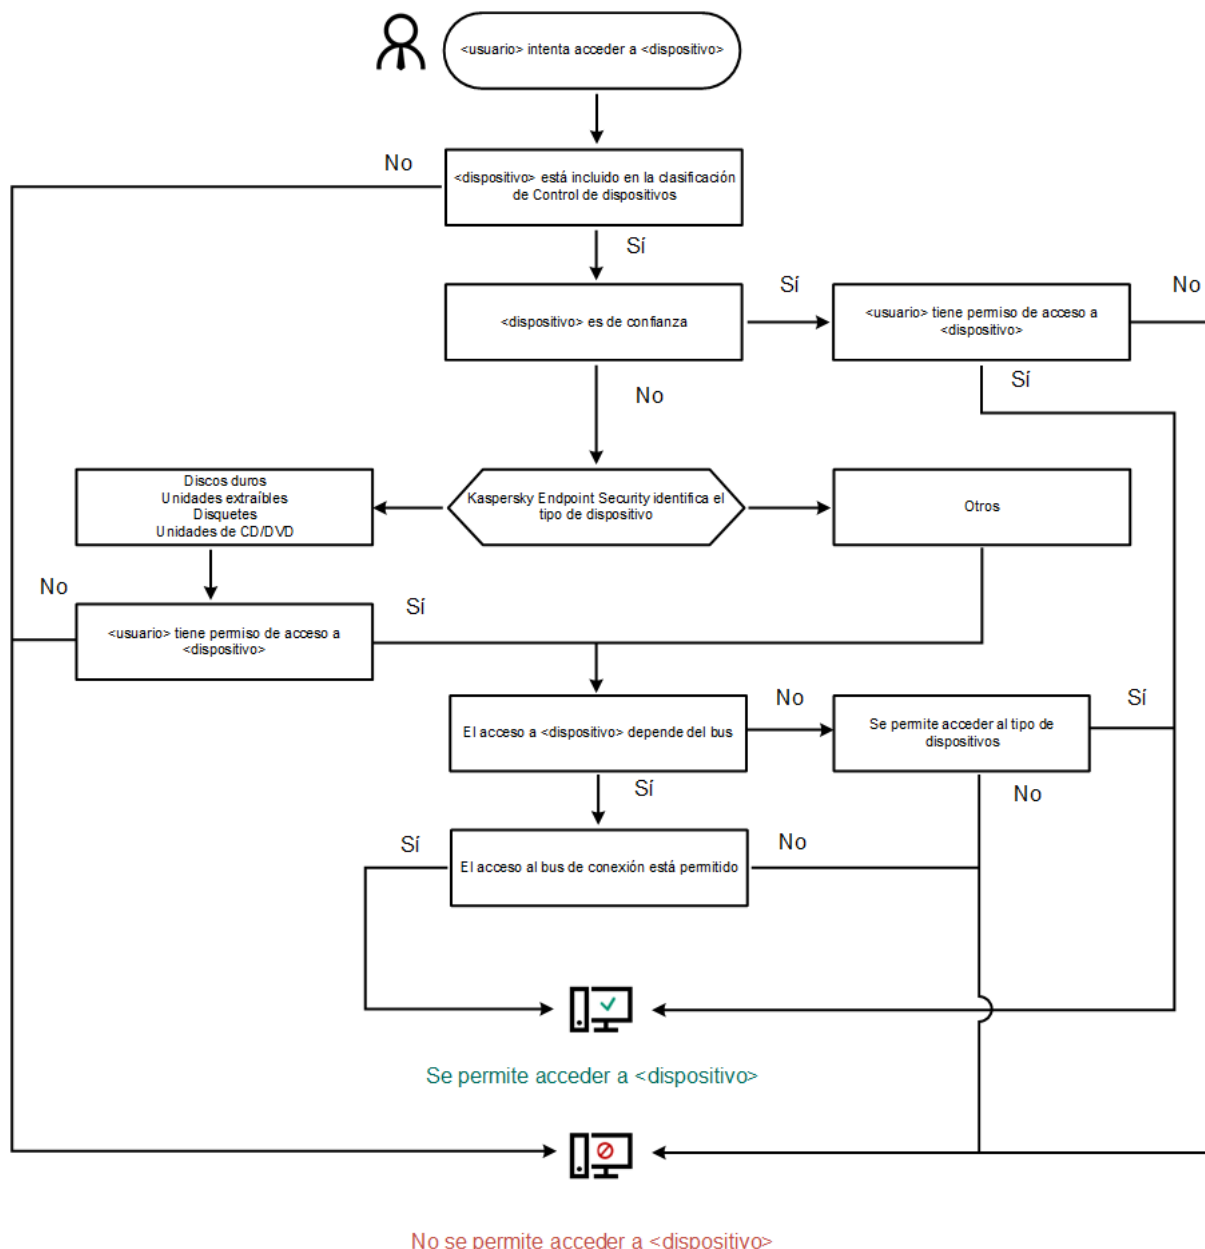 <usuario> intenta acceder a <dispositivo>
No
<dispositivo> está incluido en la clasificación
de Control de dispositivos
Sí
<dispositivo> es de confianza
Sí
<usuario> tiene permiso de acceso a
<dispositivo>
No
Sí
No
Discos duros
Unidades extraíbles
Disquetes
Unidades de CD/DVD
Kaspersky Endpoint Security identifica el
tipo de dispositivo
Otros
No
<usuario> tiene permiso de acceso a
<dispositivo>
Sí
El acceso a <dispositivo> depende del bus
No
Se permite acceder al tipo de
dispositivos
Sí
Sí
No
Sí
El acceso al bus de conexión está permitido
No
Se permite acceder a <dispositivo>
No se permite acceder a <dispositivo>